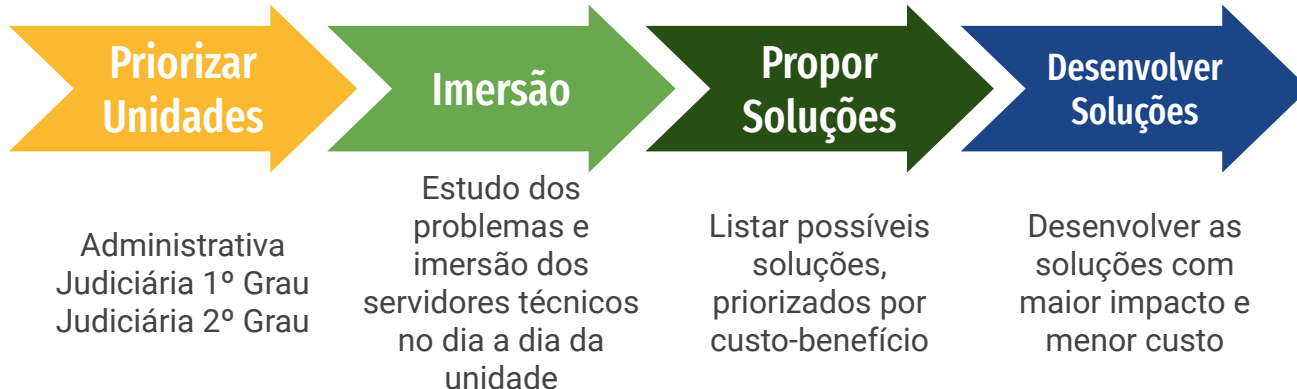 Priorizar
Unidades
Administrativa
Judiciária 1º Grau
Judiciária 2º Grau
Imersão
Estudo dos
problemas e
imersão dos
servidores técnicos
no dia a dia da
unidade
Propor
Soluções
Listar possíveis
soluções,
priorizados por
custo-benefício
Desenvolver
Soluções
Desenvolver as
soluções com
maior impacto e
menor custo